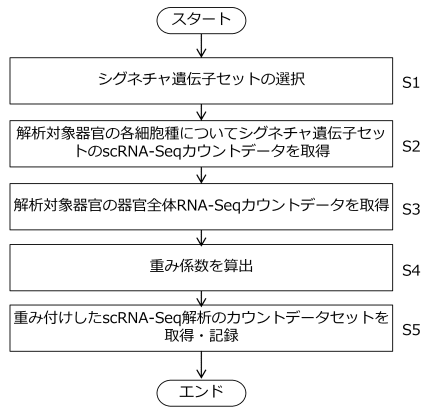 スタート
シグネチャ遺伝子セットの選択
S1
解析対象器官の各細胞種についてシグネチャ遺伝子セッ
トのscRNA-Seqカウントデータを取得
S2
解析対象器官の器官全体RNA-Seqカウントデータを取得
S3
重み係数を算出
S4
重み付けしたscRNA-Seq解析のカウントデータセットを
取得・記録
S5
エンド